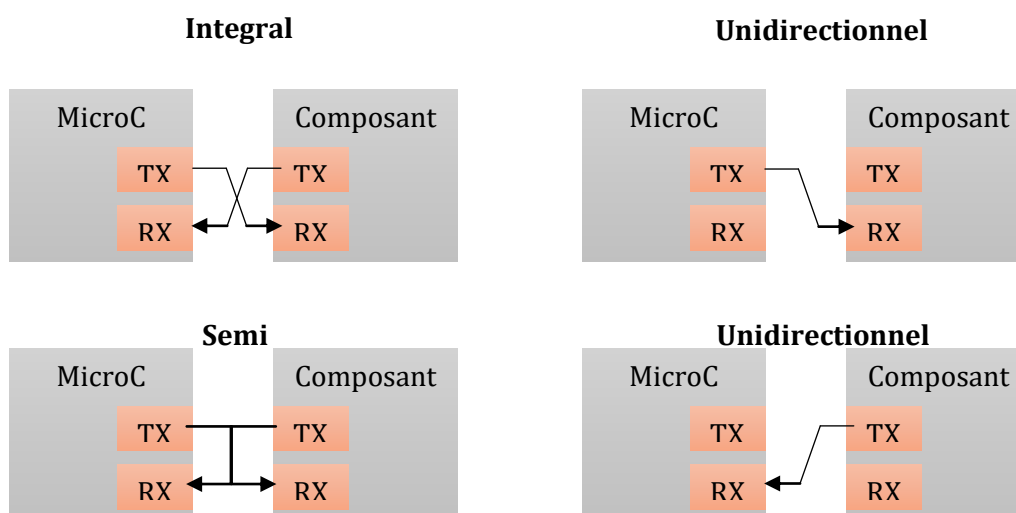 Integral
MicroC
Composant
TX
TX
RX
RX
Unidirectionnel
MicroC
Composant
TX
TX
RX
RX
Semi
MicroC
Composant
TX
TX
RX
RX
Unidirectionnel
MicroC
Composant
TX
TX
RX
RX